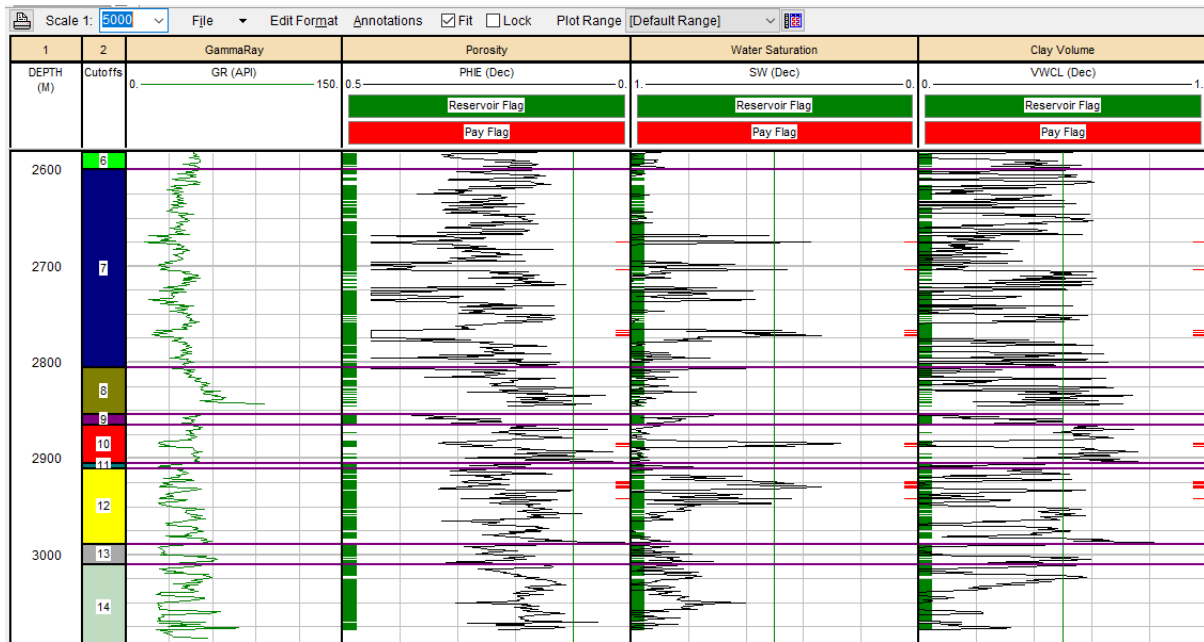 Scale 1: 5000 File Edit Format Annotations Fit Lock Plot Range [Default Range]
1 2 GammaRay Porosity Water Saturation Clay Volume
DEPTH (M) Cutoffs GR (API) PHIE (Dec) SW (Dec) VWCL (Dec)
0. 150. 0.5 0. 1. 0. 0. 1.
Reservoir Flag Reservoir Flag Reservoir Flag
Pay Flag Pay Flag Pay Flag
6
2600
2700
7
2800
8
9
10
2900
11
12
3000
13
14